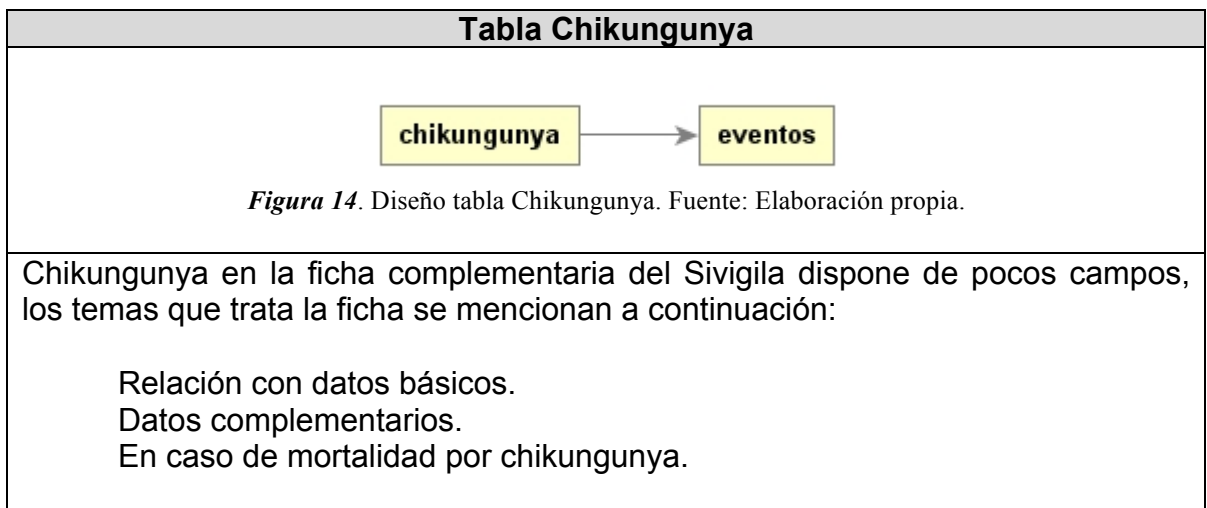 Tabla Chikungunya
chikungunya eventos
Figura 14. Diseño tabla Chikungunya. Fuente: Elaboración propia.
Chikungunya en la ficha complementaria del Sivigila dispone de pocos campos,
los temas que trata la ficha se mencionan a continuación:
Relación con datos básicos.
Datos complementarios.
En caso de mortalidad por chikungunya.